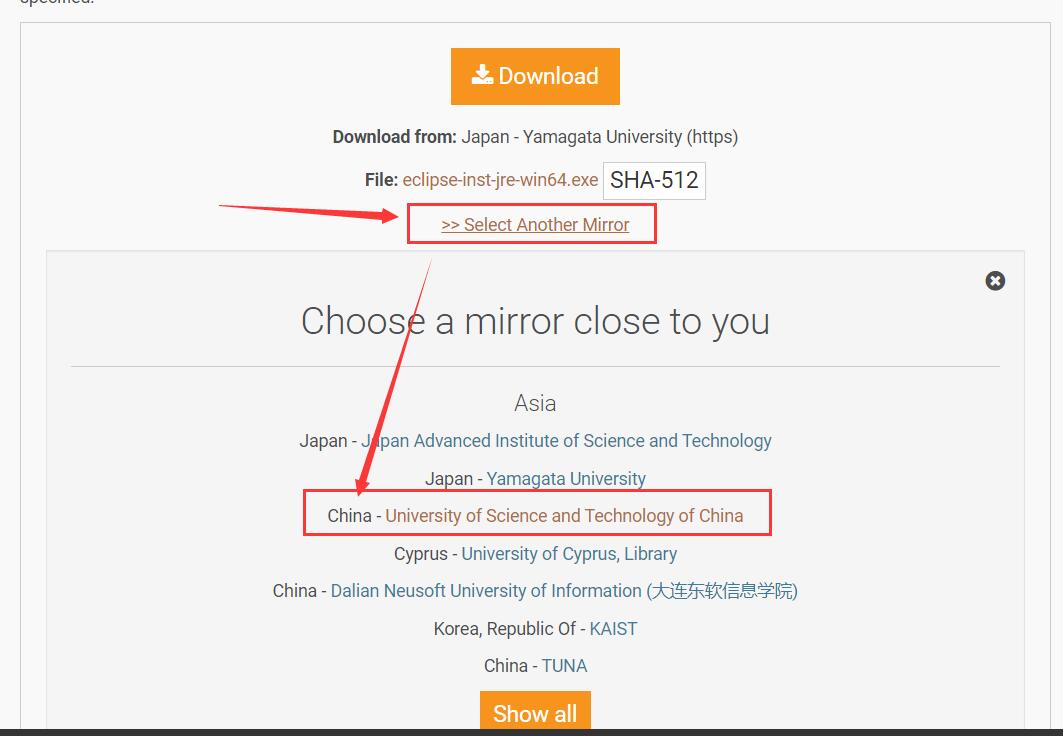 specified.
Download
Download from: Japan - Yamagata University (https)
File: eclipse-inst-jre-win64.exe SHA-512
>> Select Another Mirror
Choose a mirror close to you
Asia
Japan - Japan Advanced Institute of Science and Technology
Japan - Yamagata University
China - University of Science and Technology of China
Cyprus - University of Cyprus, Library
China - Dalian Neusoft University of Information (大连东软信息学院)
Korea, Republic Of - KAIST
China - TUNA
Show all